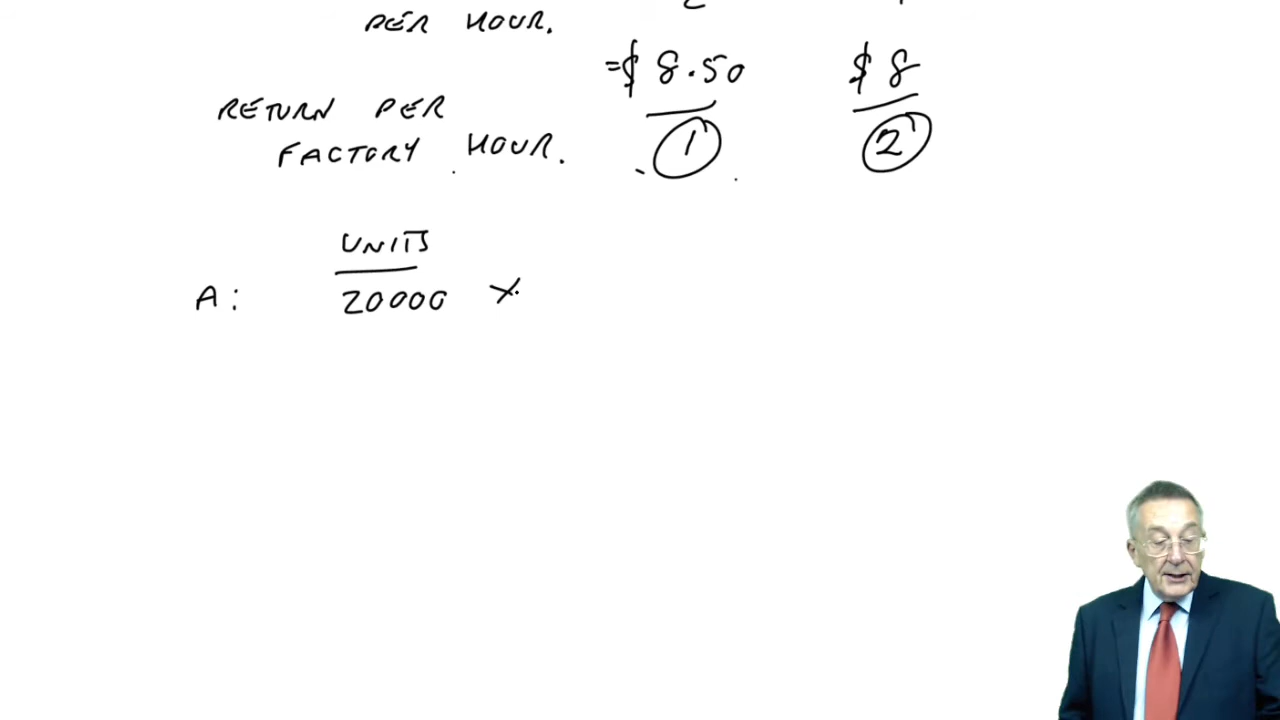 PER HOUR.
=$ 8.50 $ 8
RETURN PER
FACTORY HOUR. 1 2
UNITS
A: 20000 ×